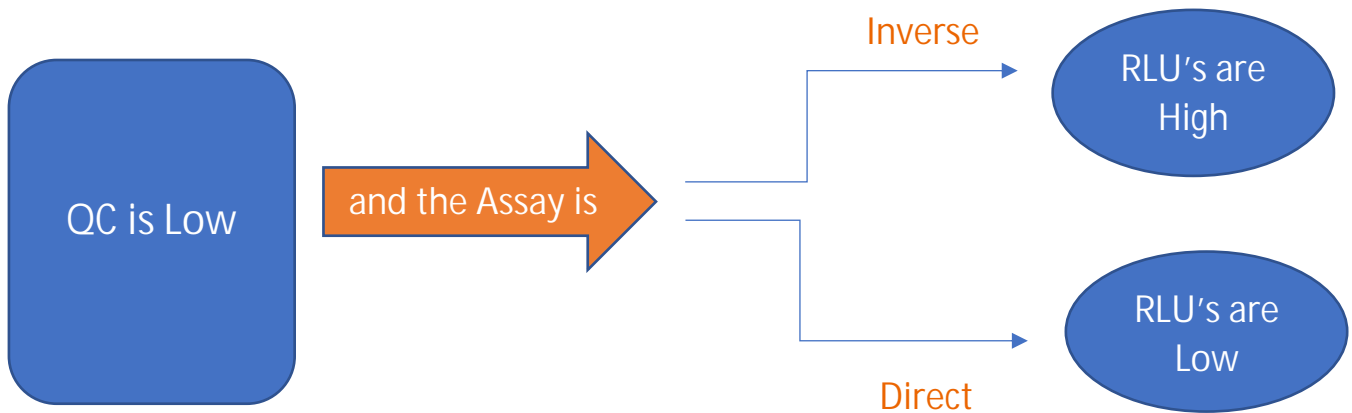 QC is Low
and the Assay is
Inverse
RLU's are
High
RLU's are
Low
Direct